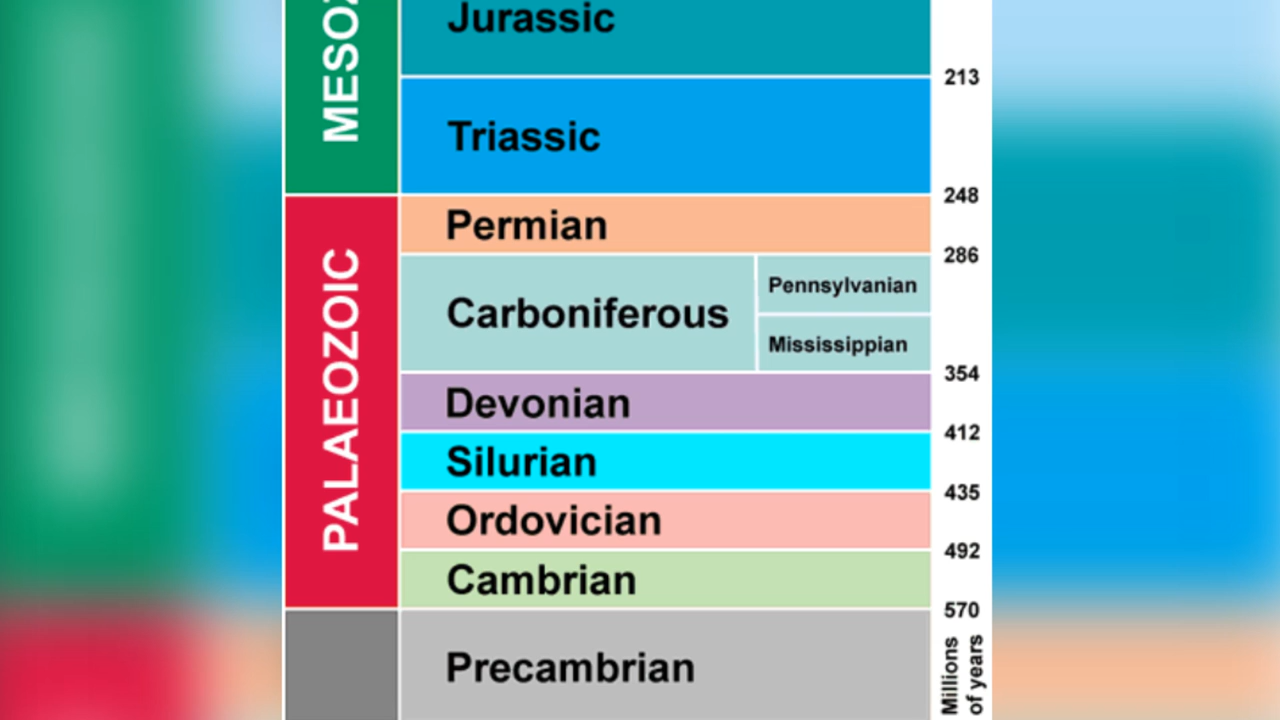 MESOZ
Jurassic
213
Triassic
248
PALAEOZOIC
Permian
286
Carboniferous
Pennsylvanian
Mississippian
354
Devonian
412
Silurian
435
Ordovician
492
Cambrian
570
Precambrian
Millions
of years